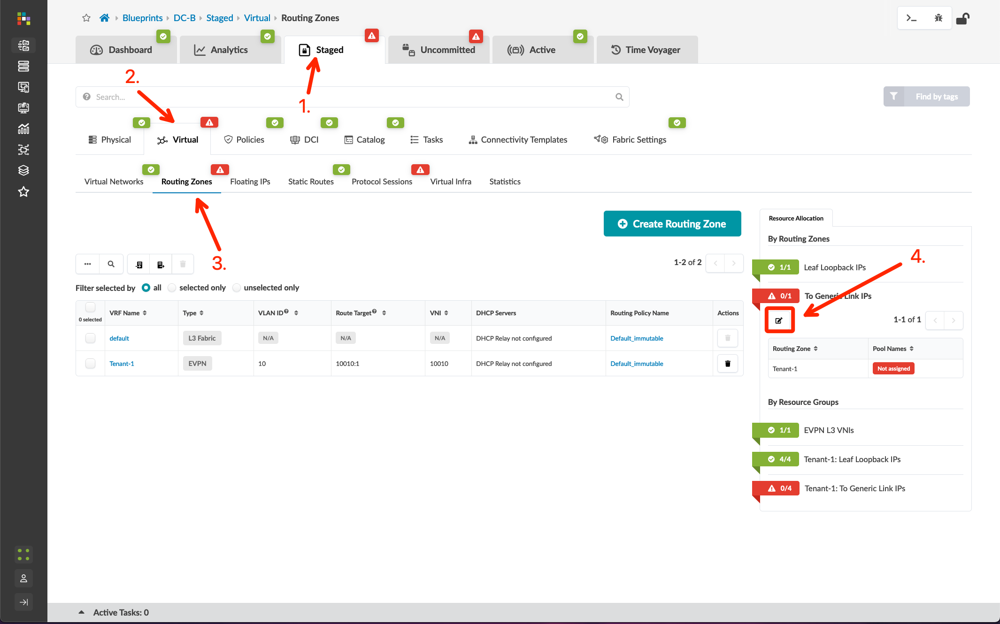 Blueprints DC-B Staged Virtual Routing Zones
Dashboard Analytics Staged Uncommitted Active Time Voyager
2.
Search...
Find by tags
1.
Physical Virtual Policies DCI Catalog Tasks Connectivity Templates Fabric Settings
Virtual Networks Routing Zones Floating IPs Static Routes Protocol Sessions Virtual Infra Statistics
3.
Create Routing Zone
1-2 of 2
Filter selected by all selected only unselected only
0 selected VRF Name Type VLAN ID Route Target VNI DHCP Servers Routing Policy Name Actions
default L3 Fabric N/A N/A N/A DHCP Relay not configured Default_immutable
Tenant-1 EVPN 10 10010:1 10010 DHCP Relay not configured Default_immutable
Resource Allocation
By Routing Zones
4.
1/1 Leaf Loopback IPs
0/1 To Generic Link IPs
1-1 of 1
Routing Zone Pool Names
Tenant-1 Not assigned
By Resource Groups
1/1 EVPN L3 VNIs
4/4 Tenant-1: Leaf Loopback IPs
0/4 Tenant-1: To Generic Link IPs
Active Tasks: 0